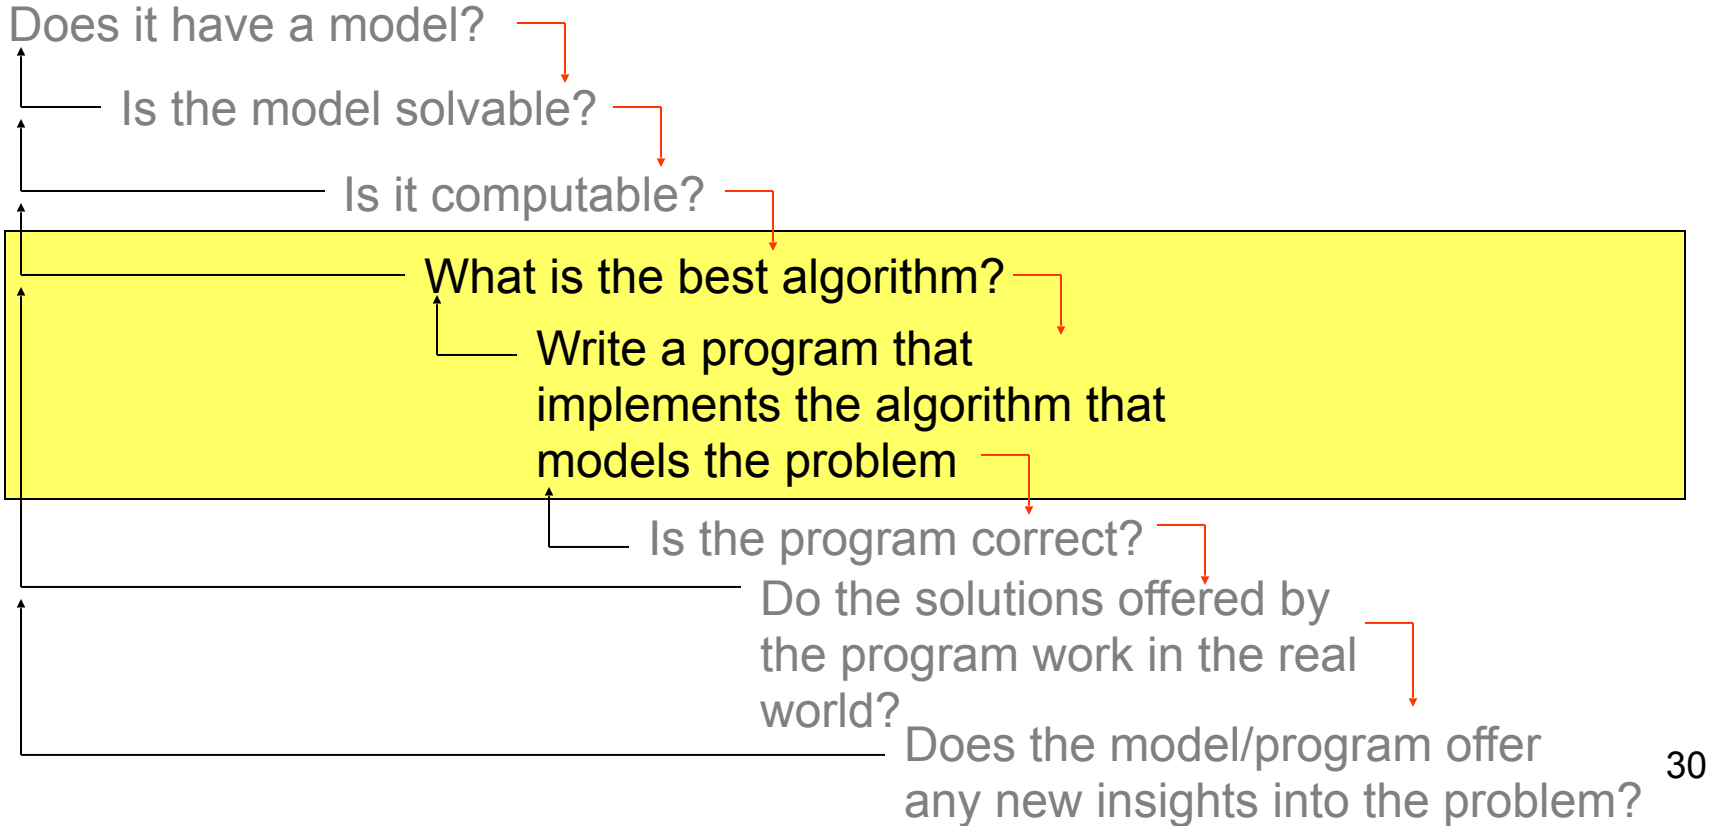 Does it have a model?
Is the model solvable?
Is it computable?
What is the best algorithm?
Write a program that
implements the algorithm that
models the problem
Is the program correct?
Do the solutions offered by
the program work in the real
world?
Does the model/program offer
any new insights into the problem?
30